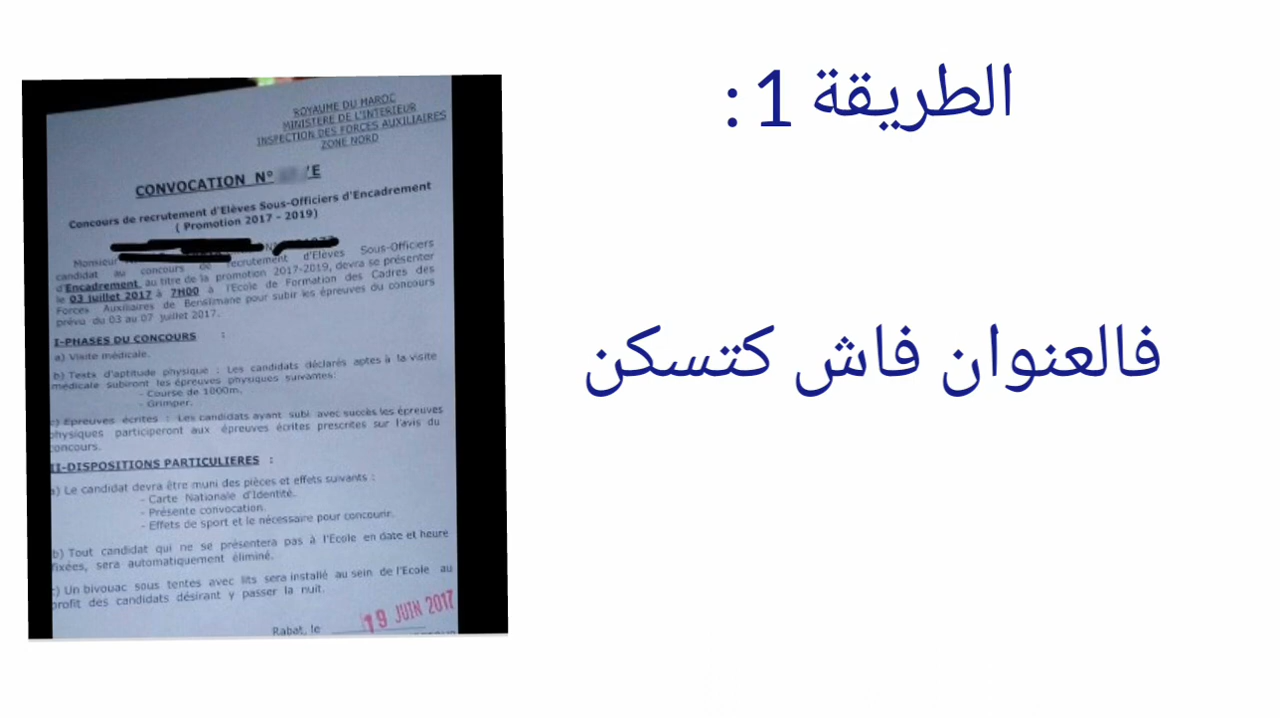 الطريقة 1 :
فالعنوان فاش كتسكن
ROYAUME DU MAROC
MINISTERE DE L'INTERIEUR
INSPECTION DES FORCES AUXILIAIRES
ZONE NORD
CONVOCATION N° /E
Concours de recrutement d'Elèves Sous-Officiers d'Encadrement
( Promotion 2017 - 2019)
Monsieur
candidat au concours de recrutement d'Elèves Sous-Officiers
d'Encadrement au titre de la promotion 2017-2019, devra se présenter
le 03 juillet 2017 à 7H00 à l'Ecole de Formation des Cadres des
Forces Auxiliaires de Benslimane pour subir les épreuves du concours
prévu du 03 au 07 juillet 2017.
I-PHASES DU CONCOURS :
a) Visite médicale.
b) Tests d'aptitude physique : Les candidats déclarés aptes à la visite
médicale subiront les épreuves physiques suivantes:
- Course de 1000m.
- Grimper.
c) Epreuves écrites : Les candidats ayant subi avec succès les épreuves
physiques participeront aux épreuves écrites prescrites sur l'avis du
concours.
II-DISPOSITIONS PARTICULIERES :
a) Le candidat devra être muni des pièces et effets suivants :
- Carte Nationale d'Identité.
- Présente convocation.
- Effets de sport et le nécessaire pour concourir.
b) Tout candidat qui ne se présentera pas à l'Ecole en date et heure
fixées, sera automatiquement éliminé.
c) Un bivouac sous tentes avec lits sera installé au sein de l'Ecole au
profit des candidats désirant y passer la nuit.
Rabat, le 19 JUIN 2017